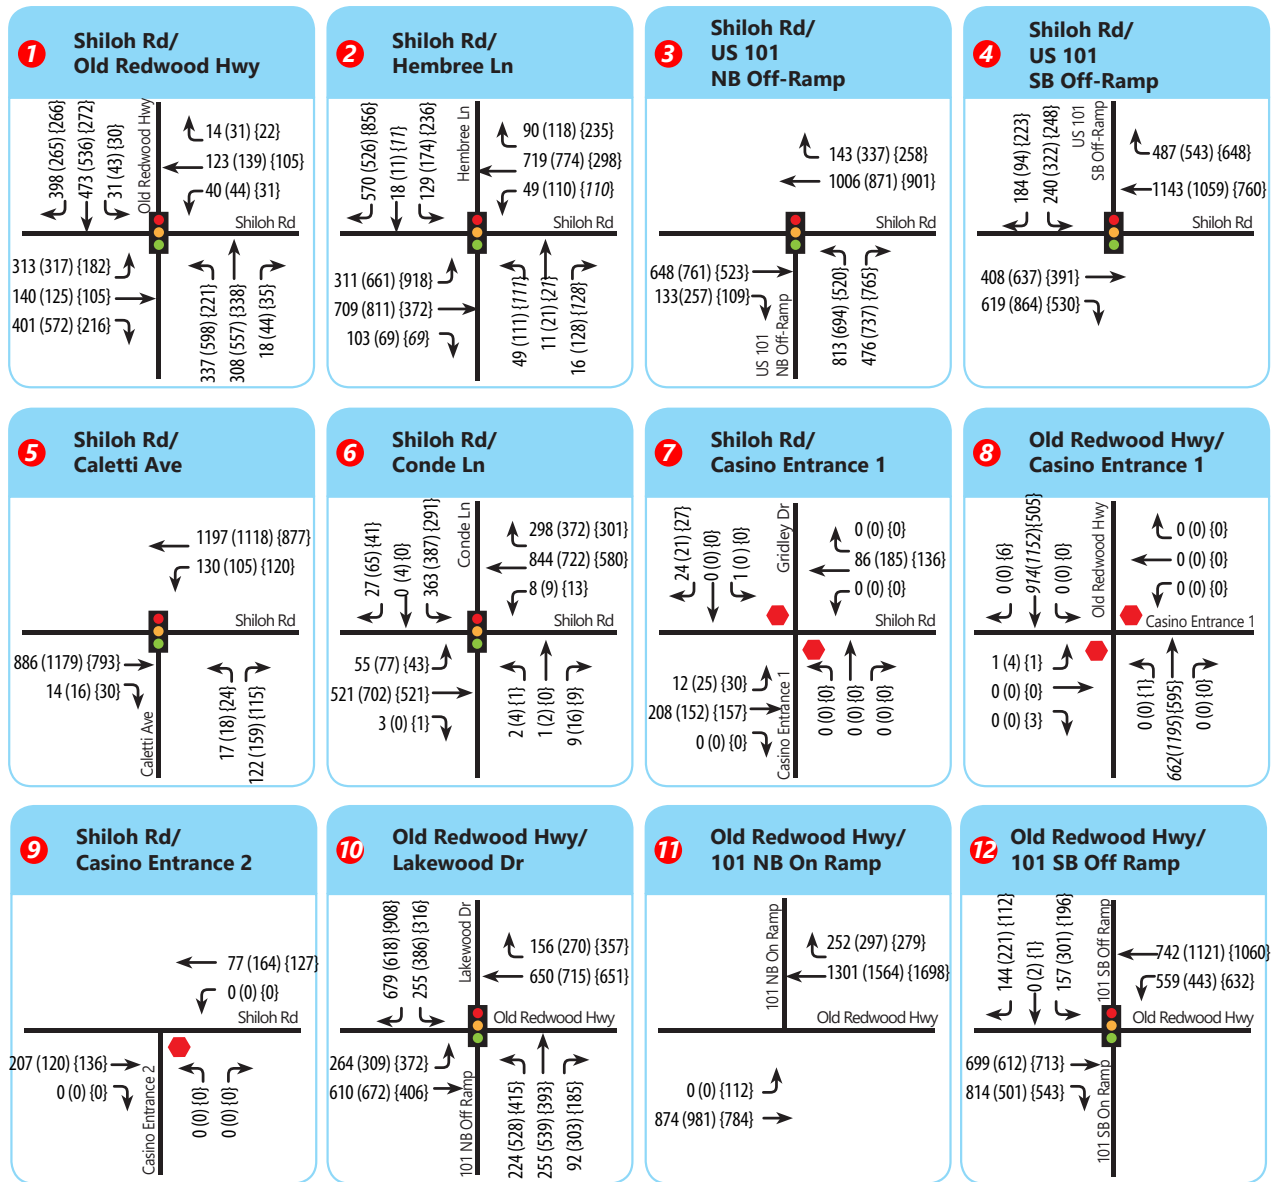 1
Shiloh Rd/
Old Redwood Hwy
398 (265) {266}
473 (536) {272}
31 (43) {30}
Old Redwood Hwy
14 (31) {22}
123 (139) {105}
40 (44) {31}
Shiloh Rd
313 (317) {182}
140 (125) {105}
401 (572) {216}
337 (598) {221}
308 (557) {338}
18 (44) {35}
2
Shiloh Rd/
Hembree Ln
570 (526) {856}
18 (11) {7}
129 (174) {236}
Hembree Ln
90 (118) {235}
719 (774) {298}
49 (110) {110}
Shiloh Rd
311 (661) {918}
709 (811) {372}
103 (69) {69}
49 (111) {111}
11 (21) {21}
16 (128) {128}
3
Shiloh Rd/
US 101
NB Off-Ramp
143 (337) {258}
1006 (871) {901}
Shiloh Rd
648 (761) {523}
133(257) {109}
US 101
NB Off-Ramp
813 (694) {520}
476 (737) {765}
4
Shiloh Rd/
US 101
SB Off-Ramp
184 (94) {223}
240 (322) {248}
US 101
SB Off-Ramp
487 (543) {648}
1143 (1059) {760}
Shiloh Rd
408 (637) {391}
619 (864) {530}
5
Shiloh Rd/
Caletti Ave
1197 (1118) {877}
130 (105) {120}
Shiloh Rd
886 (1179) {793}
14 (16) {30}
Caletti Ave
17 (18) {24}
122 (159) {115}
6
Shiloh Rd/
Conde Ln
27 (65) {41}
0 (4) {0}
363 (387) {291}
Conde Ln
298 (372) {301}
844 (722) {580}
8 (9) {13}
Shiloh Rd
55 (77) {43}
521 (702) {521}
3 (0) {1}
2 (4) {1}
1 (2) {0}
9 (16) {9}
7
Shiloh Rd/
Casino Entrance 1
24 (21) {27}
0 (0) {0}
1 (0 ) {0}
Gridley Dr
0 (0) {0}
86 (185) {136}
0 (0) {0}
Shiloh Rd
12 (25) {30}
208 (152) {157}
0 (0) {0}
Casino Entrance 1
0 (0) {0}
0 (0) {0}
0 (0) {0}
8
Old Redwood Hwy/
Casino Entrance 1
0 (0) {6}
914(1152){505}
0 (0) {0}
Old Redwood Hwy
0 (0) {0}
0 (0) {0}
0 (0) {0}
Casino Entrance 1
1 (4) {1}
0 (0) {0}
0 (0) {3}
0 (0) {1}
662(1195){595}
0 (0) {0}
9
Shiloh Rd/
Casino Entrance 2
77 (164) {127}
0 (0) {0}
Shiloh Rd
207 (120) {136}
0 (0) {0}
Casino Entrance 2
0 (0) {0}
0 (0) {0}
10
Old Redwood Hwy/
Lakewood Dr
679 (618) {908}
255 (386) {316}
Lakewood Dr
156 (270) {357}
650 (715) {651}
Old Redwood Hwy
264 (309) {372}
610 (672) {406}
101 NB Off Ramp
224 (528) {415}
255 (539) {393}
92 (303) {185}
11
Old Redwood Hwy/
101 NB On Ramp
101 NB On Ramp
252 (297) {279}
1301 (1564) {1698}
Old Redwood Hwy
0 (0) {112}
874 (981) {784}
12
Old Redwood Hwy/
101 SB Off Ramp
144 (221) {112}
0 (2) {1}
157 (301) {196}
101 SB Off Ramp
742 (1121) {1060}
559 (443) {632}
Old Redwood Hwy
699 (612) {713}
814 (501) {543}
101 SB On Ramp